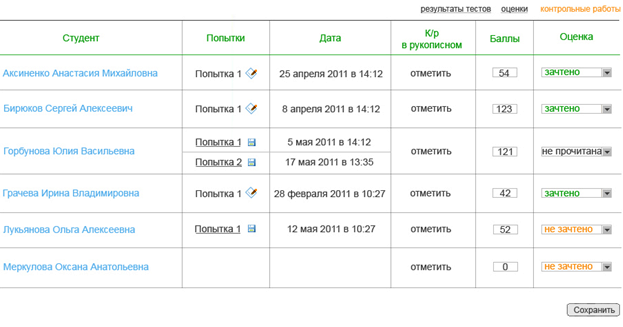 результаты тестов оценки контрольные работы
Студент Попытки Дата К/р в рукописном Баллы Оценка
Аксиненко Анастасия Михайловна Попытка 1 25 апреля 2011 в 14:12 отметить 54 зачтено
Бирюков Сергей Алексеевич Попытка 1 8 апреля 2011 в 14:12 отметить 123 зачтено
Горбунова Юлия Васильевна Попытка 1 5 мая 2011 в 14:12 отметить 121 не прочитана
Попытка 2 17 мая 2011 в 13:35
Грачева Ирина Владимировна Попытка 1 28 февраля 2011 в 10:27 отметить 42 зачтено
Лукьянова Ольга Алексеевна Попытка 1 12 мая 2011 в 10:27 отметить 52 не зачтено
Меркулова Оксана Анатольевна отметить 0 не зачтено
Сохранить